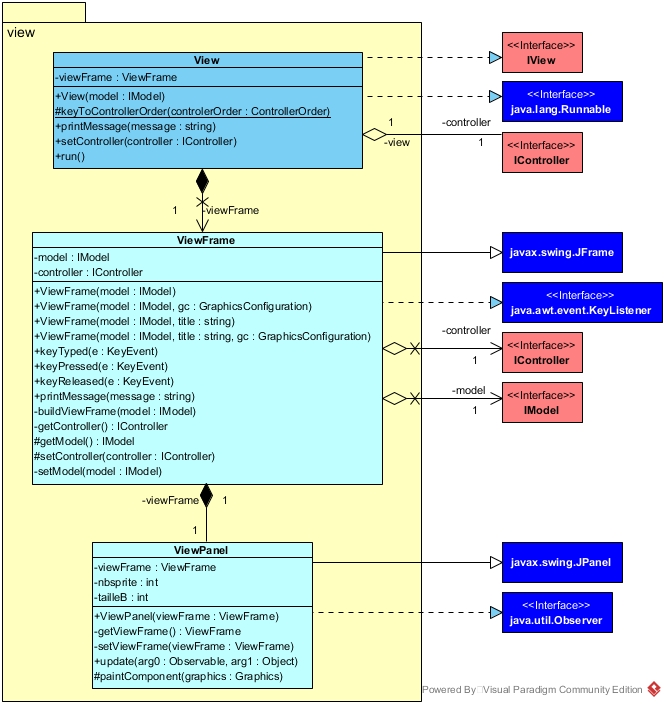 view
View
-viewFrame : ViewFrame
+View(model : IModel)
#keyToControllerOrder(controlerOrder : ControllerOrder)
+printMessage(message : string)
+setController(controller : IController)
+run()
<<Interface>>
IView
<<Interface>>
java.lang.Runnable
1
-view
-controller
1
<<Interface>>
IController
1
-viewFrame
ViewFrame
-model : IModel
-controller : IController
+ViewFrame(model : IModel)
+ViewFrame(model : IModel, gc : GraphicsConfiguration)
+ViewFrame(model : IModel, title : string)
+ViewFrame(model : IModel, title : string, gc : GraphicsConfiguration)
+keyTyped(e : KeyEvent)
+keyPressed(e : KeyEvent)
+keyReleased(e : KeyEvent)
+printMessage(message : string)
-buildViewFrame(model : IModel)
-getController() : IController
#getModel() : IModel
#setController(controller : IController)
-setModel(model : IModel)
javax.swing.JFrame
<<Interface>>
java.awt.event.KeyListener
-controller
1
<<Interface>>
IController
-model
1
<<Interface>>
IModel
-viewFrame
1
1
ViewPanel
-viewFrame : ViewFrame
-nbsprite : int
-tailleB : int
+ViewPanel(viewFrame : ViewFrame)
-getViewFrame() : ViewFrame
-setViewFrame(viewFrame : ViewFrame)
+update(arg0 : Observable, arg1 : Object)
#paintComponent(graphics : Graphics)
javax.swing.JPanel
<<Interface>>
java.util.Observer
Powered By Visual Paradigm Community Edition